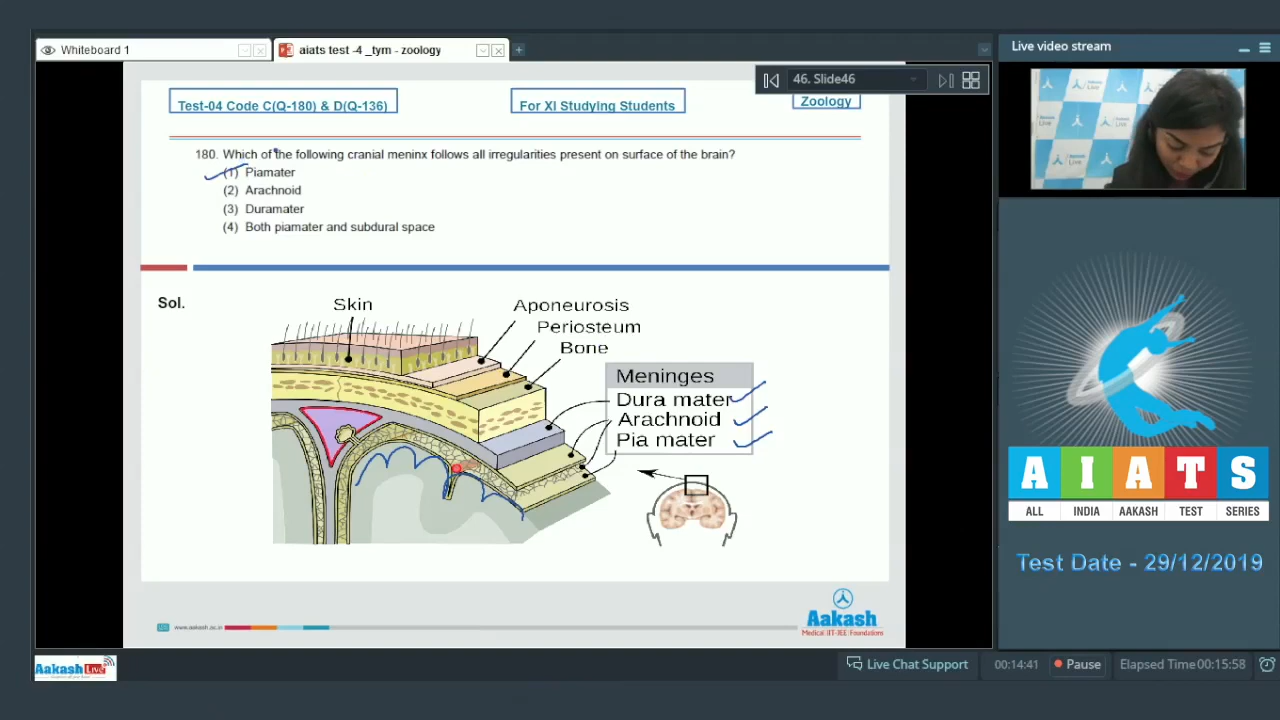 Whiteboard 1
aiats test -4 _tym - zoology
Live video stream
46. Slide46
Test-04 Code C(Q-180) & D(Q-136)
For XI Studying Students
Zoology
180. Which of the following cranial meninx follows all irregularities present on surface of the brain?
(1) Piamater
(2) Arachnoid
(3) Duramater
(4) Both piamater and subdural space
Sol.
Skin
Aponeurosis
Periosteum
Bone
Meninges
Dura mater
Arachnoid
Pia mater
A I A T S
ALL INDIA AAKASH TEST SERIES
Test Date - 29/12/2019
Aakash
Medical|IIT-JEE|Foundations
www.aakash.ac.in
Aakash Live
Live Chat Support
00:14:41
Pause
Elapsed Time 00:15:58